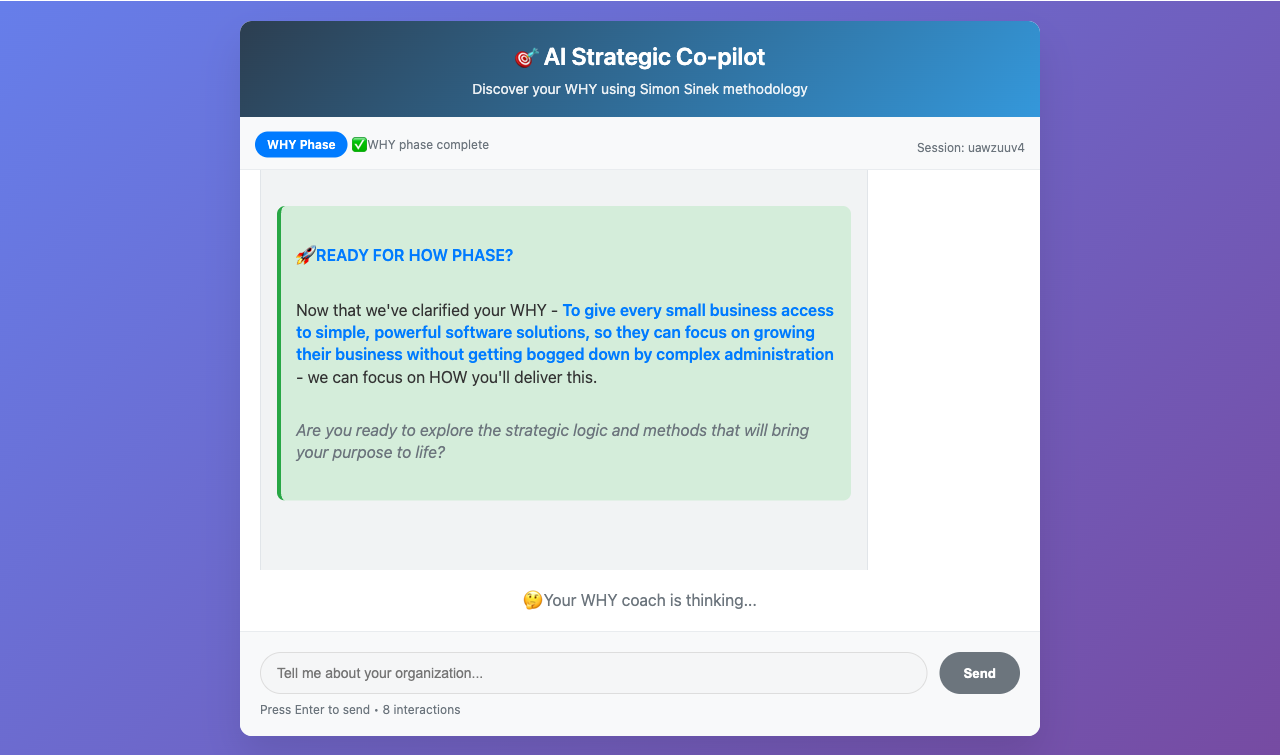 🎯 AI Strategic Co-pilot
Discover your WHY using Simon Sinek methodology
WHY Phase ✅WHY phase complete
Session: uawzuuv4
🚀READY FOR HOW PHASE?
Now that we've clarified your WHY - To give every small business access
to simple, powerful software solutions, so they can focus on growing
their business without getting bogged down by complex administration
- we can focus on HOW you'll deliver this.
Are you ready to explore the strategic logic and methods that will bring
your purpose to life?
🤔Your WHY coach is thinking...
Tell me about your organization...
Send
Press Enter to send • 8 interactions